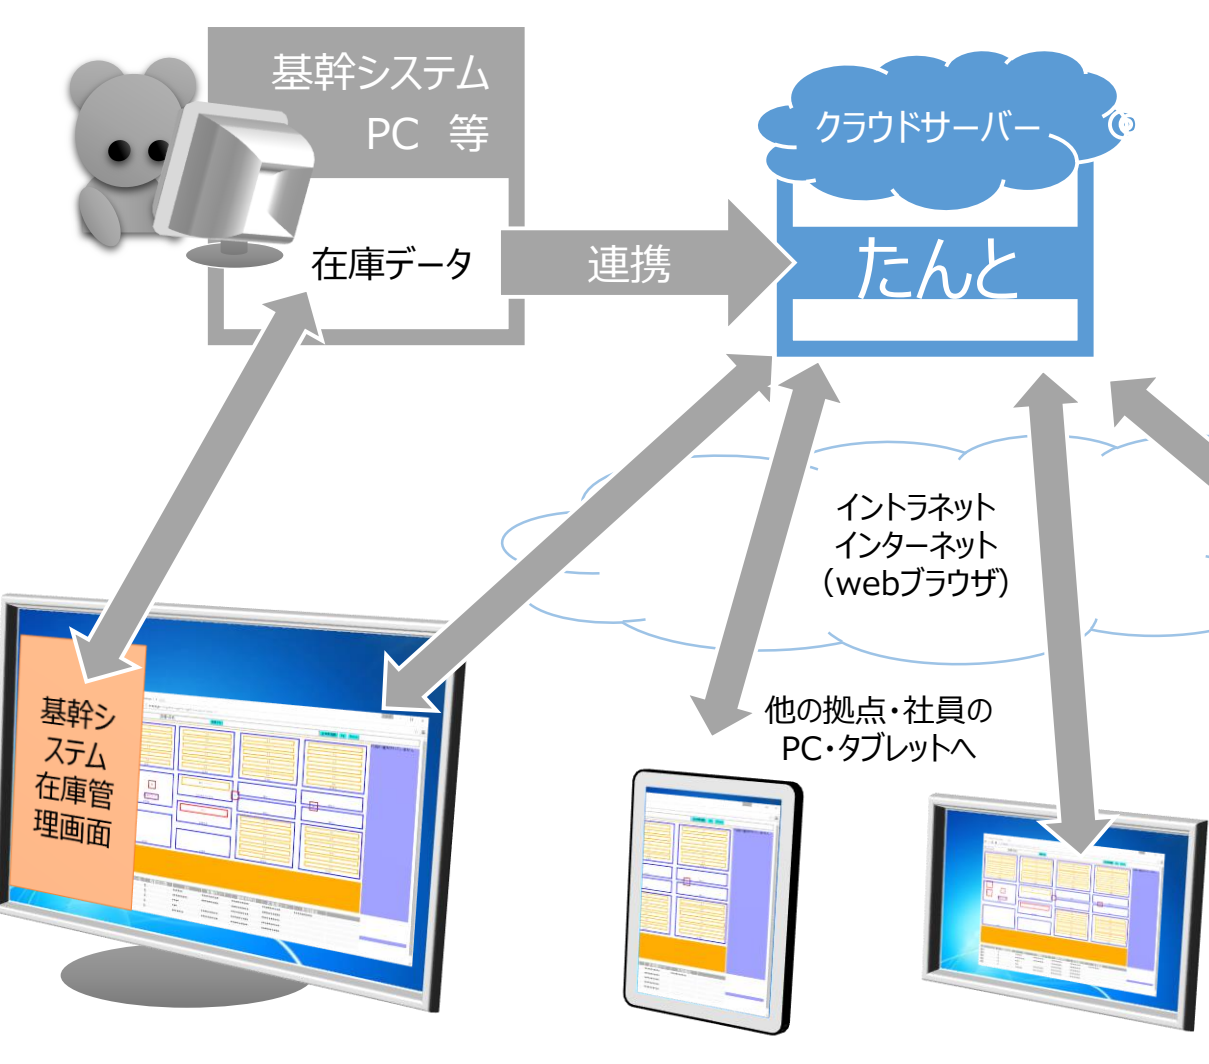 基幹システム
PC 等
在庫データ
連携
クラウドサーバー
たんと
イントラネット
インターネット
（webブラウザ）
他の拠点・社員の
PC・タブレットへ
基幹シ
ステム
在庫管
理画面